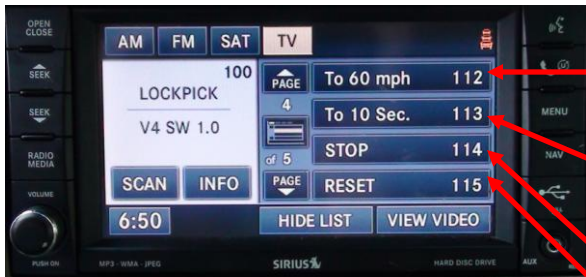 OPEN
CLOSE
SEEK
SEEK
RADIO
MEDIA
VOLUME
PUSH ON
AM FM SAT TV
100
LOCKPICK
V4 SW 1.0
SCAN INFO
6:50
PAGE
4
of 5
PAGE
To 60 mph 112
To 10 Sec. 113
STOP 114
RESET 115
HIDE LIST VIEW VIDEO
MP3 - WMA - JPEG
SIRIUS
HARD DISC DRIVE
MENU
NAV
AUX